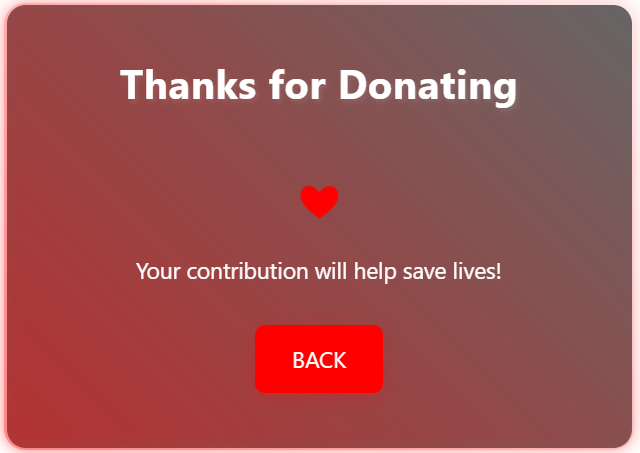 Thanks for Donating
Your contribution will help save lives!
BACK